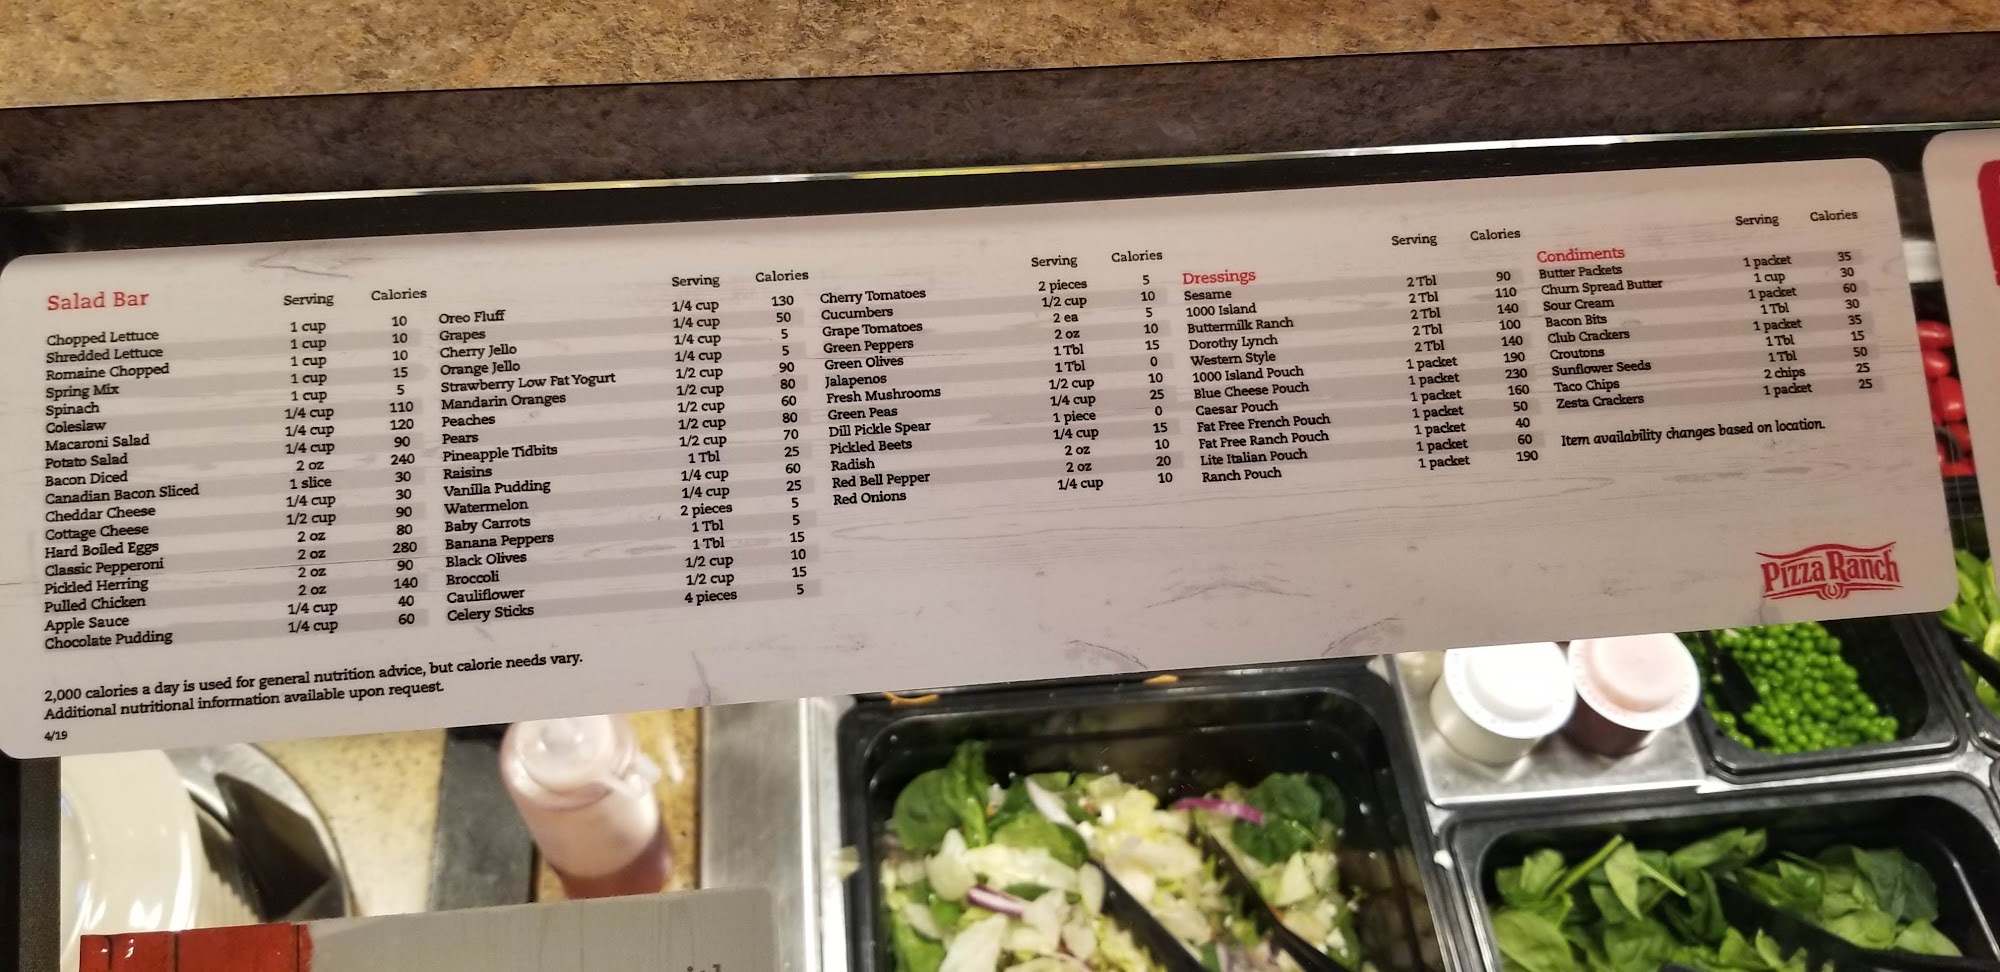 Salad Bar Serving Calories
Chopped Lettuce 1 cup 10
Shredded Lettuce 1 cup 10
Romaine Chopped 1 cup 10
Spring Mix 1 cup 15
Spinach 1 cup 5
Coleslaw 1/4 cup 110
Macaroni Salad 1/4 cup 120
Potato Salad 1/4 cup 90
Bacon Diced 2 oz 240
Canadian Bacon Sliced 1 slice 30
Cheddar Cheese 1/4 cup 30
Cottage Cheese 1/2 cup 90
Hard Boiled Eggs 2 oz 80
Classic Pepperoni 2 oz 280
Pickled Herring 2 oz 90
Pulled Chicken 2 oz 140
Apple Sauce 1/4 cup 40
Chocolate Pudding 1/4 cup 60
Serving Calories
Oreo Fluff 1/4 cup 130
Grapes 1/4 cup 50
Cherry Jello 1/4 cup 5
Orange Jello 1/4 cup 5
Strawberry Low Fat Yogurt 1/2 cup 90
Mandarin Oranges 1/2 cup 80
Peaches 1/2 cup 60
Pears 1/2 cup 80
Pineapple Tidbits 1/2 cup 70
Raisins 1 Tbl 25
Vanilla Pudding 1/4 cup 60
Watermelon 1/4 cup 25
Baby Carrots 2 pieces 5
Banana Peppers 1 Tbl 5
Black Olives 1 Tbl 15
Broccoli 1/2 cup 10
Cauliflower 1/2 cup 15
Celery Sticks 4 pieces 5
Serving Calories
Cherry Tomatoes 2 pieces 5
Cucumbers 1/2 cup 10
Grape Tomatoes 2 ea 5
Green Peppers 2 oz 10
Green Olives 1 Tbl 15
Jalapenos 1 Tbl 0
Fresh Mushrooms 1/2 cup 10
Green Peas 1/4 cup 25
Dill Pickle Spear 1 piece 0
Pickled Beets 1/4 cup 15
Radish 2 oz 10
Red Bell Pepper 2 oz 20
Red Onions 1/4 cup 10
Serving Calories
Dressings
Sesame 2 Tbl 90
1000 Island 2 Tbl 110
Buttermilk Ranch 2 Tbl 140
Dorothy Lynch 2 Tbl 100
Western Style 2 Tbl 140
1000 Island Pouch 1 packet 190
Blue Cheese Pouch 1 packet 230
Caesar Pouch 1 packet 160
Fat Free French Pouch 1 packet 50
Fat Free Ranch Pouch 1 packet 40
Lite Italian Pouch 1 packet 60
Ranch Pouch 1 packet 190
Serving Calories
Condiments
Butter Packets 1 packet 35
Churn Spread Butter 1 cup 30
Sour Cream 1 packet 60
Bacon Bits 1 Tbl 30
Club Crackers 1 packet 35
Croutons 1 Tbl 15
Sunflower Seeds 1 Tbl 50
Taco Chips 2 chips 25
Zesta Crackers 1 packet 25
Item availability changes based on location.
Pizza Ranch
2,000 calories a day is used for general nutrition advice, but calorie needs vary.
Additional nutritional information available upon request.
4/19